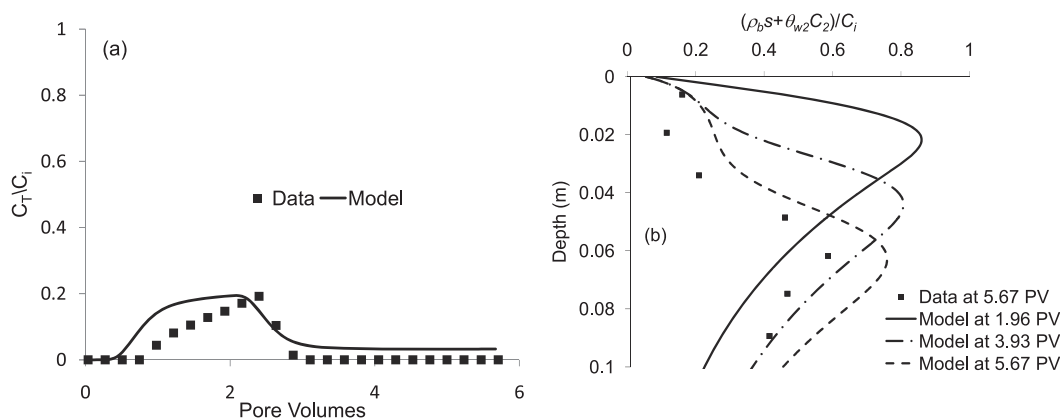 (a)
1
0.8
0.6
0.4
0.2
0
C_T\C_i
Data
Model
0
2
4
6
Pore Volumes
(ρ_b s+θ_w2 C_2)/C_i
0
0.2
0.4
0.6
0.8
1
0
0.02
0.04
0.06
0.08
0.1
Depth (m)
(b)
Data at 5.67 PV
Model at 1.96 PV
Model at 3.93 PV
Model at 5.67 PV